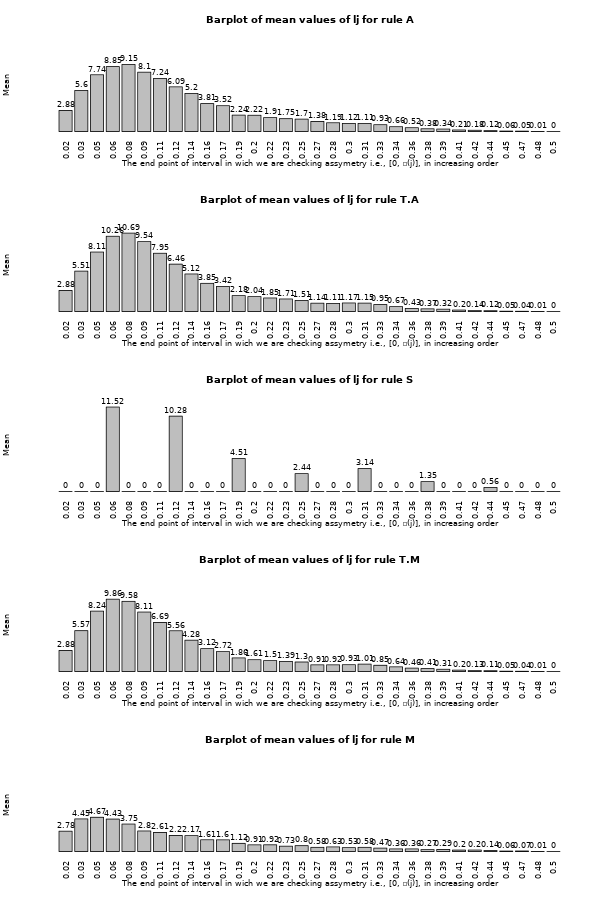 Barplot of mean values of lj for rule A
Mean
2.88 5.6 7.74 8.85 9.15 8.1 7.24 6.09 5.2 3.81 3.52 2.24 2.22 1.9 1.75 1.7 1.38 1.19 1.12 1.11 0.93 0.66 0.52 0.38 0.34 0.21 0.18 0.12 0.06 0.05 0.01 0
0.02 0.03 0.05 0.06 0.08 0.09 0.11 0.12 0.14 0.16 0.17 0.19 0.2 0.22 0.23 0.25 0.27 0.28 0.3 0.31 0.33 0.34 0.36 0.38 0.39 0.41 0.42 0.44 0.45 0.47 0.48 0.5
The end point of interval in wich we are checking assymetry i.e., [0, □(j)], in increasing order
Barplot of mean values of lj for rule T.A
Mean
2.88 5.51 8.11 10.26 10.69 9.54 7.95 6.46 5.12 3.85 3.42 2.18 2.04 1.85 1.71 1.51 1.14 1.11 1.17 1.15 0.95 0.67 0.43 0.37 0.32 0.2 0.14 0.12 0.05 0.04 0.01 0
0.02 0.03 0.05 0.06 0.08 0.09 0.11 0.12 0.14 0.16 0.17 0.19 0.2 0.22 0.23 0.25 0.27 0.28 0.3 0.31 0.33 0.34 0.36 0.38 0.39 0.41 0.42 0.44 0.45 0.47 0.48 0.5
The end point of interval in wich we are checking assymetry i.e., [0, □(j)], in increasing order
Barplot of mean values of lj for rule S
Mean
0 0 0 11.52 0 0 0 10.28 0 0 0 4.51 0 0 0 2.44 0 0 0 3.14 0 0 0 1.35 0 0 0 0.56 0 0 0 0
0.02 0.03 0.05 0.06 0.08 0.09 0.11 0.12 0.14 0.16 0.17 0.19 0.2 0.22 0.23 0.25 0.27 0.28 0.3 0.31 0.33 0.34 0.36 0.38 0.39 0.41 0.42 0.44 0.45 0.47 0.48 0.5
The end point of interval in wich we are checking assymetry i.e., [0, □(j)], in increasing order
Barplot of mean values of lj for rule T.M
Mean
2.88 5.57 8.24 9.86 9.58 8.11 6.69 5.56 4.28 3.12 2.72 1.86 1.61 1.5 1.39 1.3 0.91 0.92 0.93 1.01 0.85 0.64 0.46 0.41 0.31 0.2 0.13 0.11 0.05 0.04 0.01 0
0.02 0.03 0.05 0.06 0.08 0.09 0.11 0.12 0.14 0.16 0.17 0.19 0.2 0.22 0.23 0.25 0.27 0.28 0.3 0.31 0.33 0.34 0.36 0.38 0.39 0.41 0.42 0.44 0.45 0.47 0.48 0.5
The end point of interval in wich we are checking assymetry i.e., [0, □(j)], in increasing order
Barplot of mean values of lj for rule M
Mean
2.78 4.45 4.67 4.43 3.75 2.8 2.61 2.22 2.17 1.61 1.6 1.12 0.91 0.92 0.73 0.8 0.58 0.63 0.53 0.58 0.47 0.36 0.36 0.27 0.29 0.2 0.2 0.14 0.06 0.07 0.01 0
0.02 0.03 0.05 0.06 0.08 0.09 0.11 0.12 0.14 0.16 0.17 0.19 0.2 0.22 0.23 0.25 0.27 0.28 0.3 0.31 0.33 0.34 0.36 0.38 0.39 0.41 0.42 0.44 0.45 0.47 0.48 0.5
The end point of interval in wich we are checking assymetry i.e., [0, □(j)], in increasing order